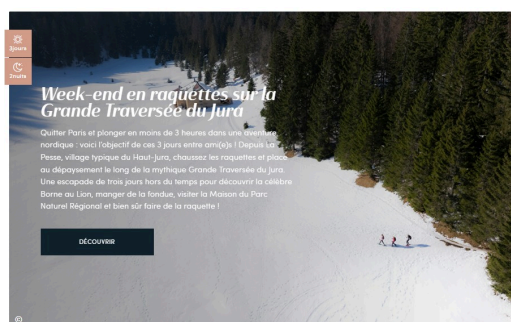 3jours
2nuits
Week-end en raquettes sur la
Grande Traversée du Jura
Quitter Paris et plonger en moins de 3 heures dans une aventure
nordique : voici l'objectif de ces 3 jours entre ami(e)s ! Depuis La
Pesse, village typique du Haut-Jura, chaussez les raquettes et place
au dépaysement le long de la mythique Grande Traversée du Jura.
Une escapade de trois jours hors du temps pour découvrir la célèbre
Borne au Lion, manger de la fondue, visiter la Maison du Parc
Naturel Régional et bien sûr faire de la raquette !
DÉCOUVRIR
©